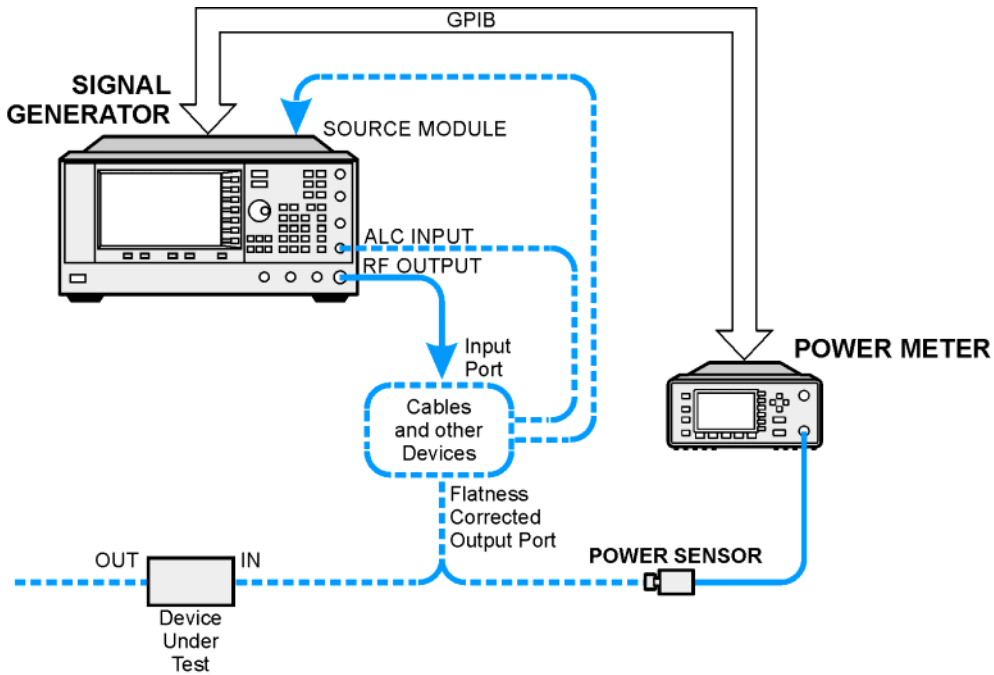 GPIB
SIGNAL
GENERATOR
SOURCE MODULE
ALC INPUT
RF OUTPUT
Input
Port
POWER METER
Cables
and other
Devices
Flatness
Corrected
Output Port
POWER SENSOR
OUT
IN
Device
Under
Test